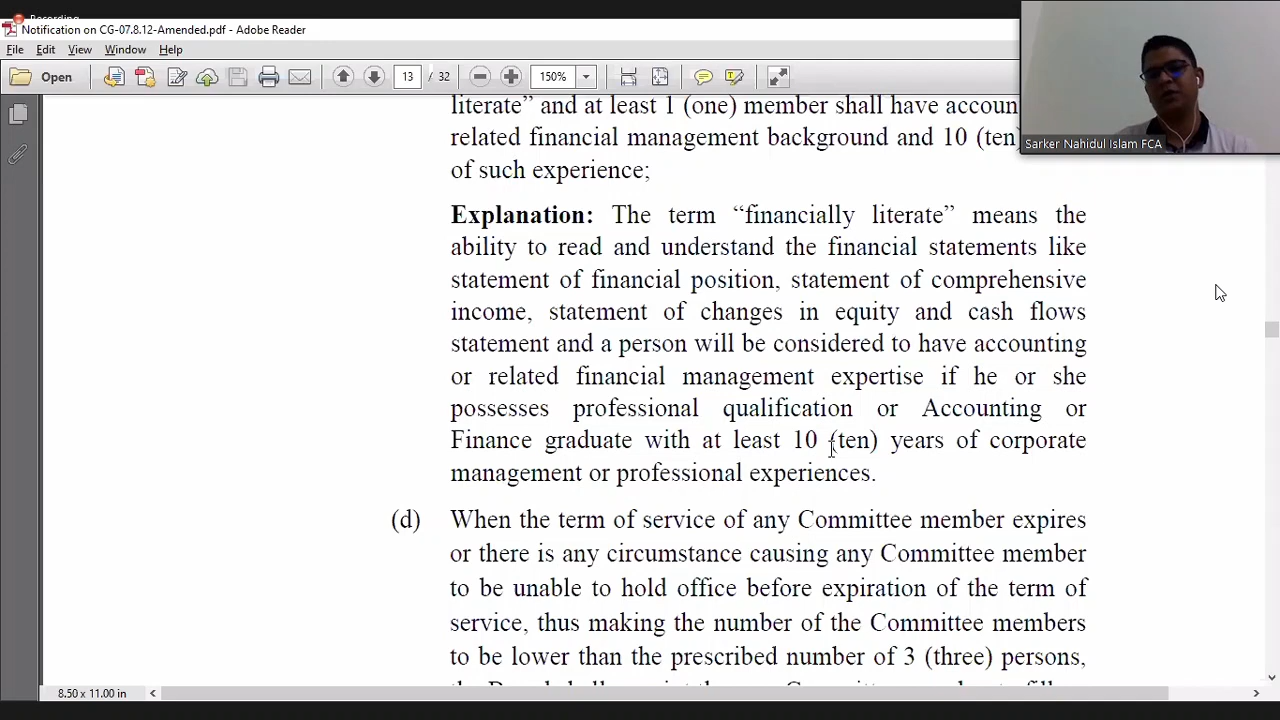 Recording
Notification on CG-07.8.12-Amended.pdf - Adobe Reader
File Edit View Window Help
Open 13 / 32 150%
Sarker Nahidul Islam FCA
literate” and at least 1 (one) member shall have
related financial management background and 10 (ten)
of such experience;
Explanation: The term “financially literate” means the
ability to read and understand the financial statements like
statement of financial position, statement of comprehensive
income, statement of changes in equity and cash flows
statement and a person will be considered to have accounting
or related financial management expertise if he or she
possesses professional qualification or Accounting or
Finance graduate with at least 10 (ten) years of corporate
management or professional experiences.
(d) When the term of service of any Committee member expires
or there is any circumstance causing any Committee member
to be unable to hold office before expiration of the term of
service, thus making the number of the Committee members
to be lower than the prescribed number of 3 (three) persons,
8.50 x 11.00 in